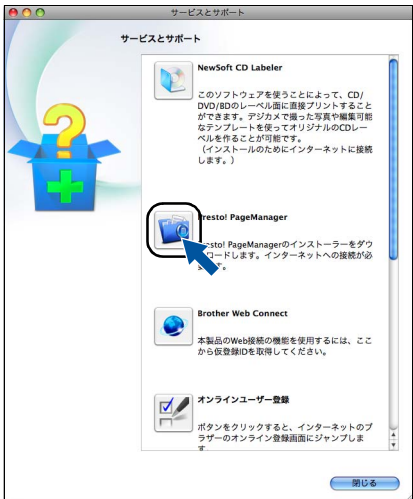 サービスとサポート
サービスとサポート
NewSoft CD Labeler
このソフトウェアを使うことによって、CD/
DVD/BDのレーベル面に直接プリントすること
ができます。デジカメで撮った写真や編集可能
なテンプレートを使ってオリジナルのCDレー
ベルを作ることが可能です。
（インストールのためにインターネットに接続
します。）
Presto! PageManager
Presto! PageManagerのインストーラーをダウ
ンロードします。インターネットへの接続が必
要です。
Brother Web Connect
本製品のWeb接続の機能を使用するには、ここ
から仮登録IDを取得してください。
オンラインユーザー登録
ボタンをクリックすると、インターネットのブ
ラザーのオンライン登録画面にジャンプしま
す
閉じる